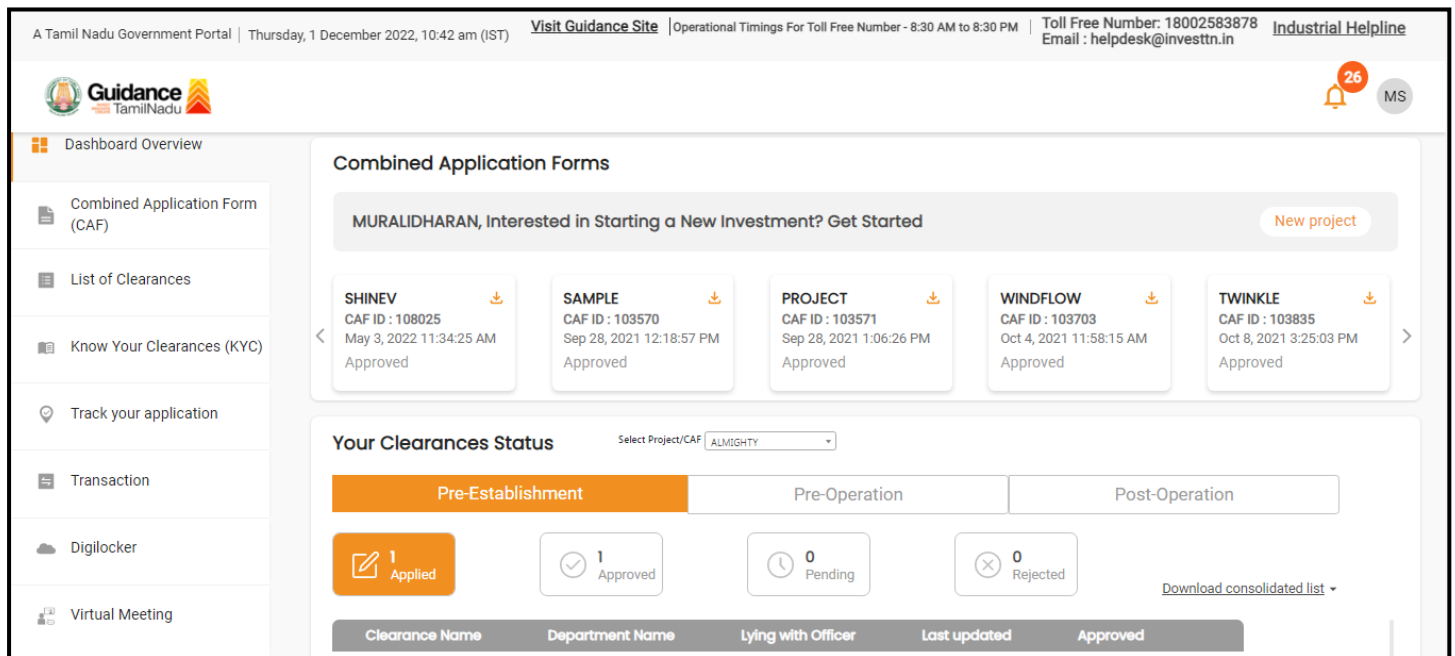 A Tamil Nadu Government Portal | Thursday, 1 December 2022, 10:42 am (IST) Visit Guidance Site | Operational Timings For Toll Free Number - 8:30 AM to 8:30 PM | Toll Free Number: 18002583878 Industrial Helpline
Email : helpdesk@investtn.in
Guidance
TamilNadu
26
MS
Dashboard Overview
Combined Application Form
(CAF)
List of Clearances
Know Your Clearances (KYC)
Track your application
Transaction
Digilocker
Virtual Meeting
Combined Application Forms
MURALIDHARAN, Interested in Starting a New Investment? Get Started New project
SHINEV
CAF ID : 108025
May 3, 2022 11:34:25 AM
Approved
SAMPLE
CAF ID : 103570
Sep 28, 2021 12:18:57 PM
Approved
PROJECT
CAF ID : 103571
Sep 28, 2021 1:06:26 PM
Approved
WINDFLOW
CAF ID : 103703
Oct 4, 2021 11:58:15 AM
Approved
TWINKLE
CAF ID : 103835
Oct 8, 2021 3:25:03 PM
Approved
Your Clearances Status Select Project/CAF ALMIGHTY
Pre-Establishment Pre-Operation Post-Operation
1
Applied
1
Approved
0
Pending
0
Rejected
Download consolidated list
Clearance Name Department Name Lying with Officer Last updated Approved